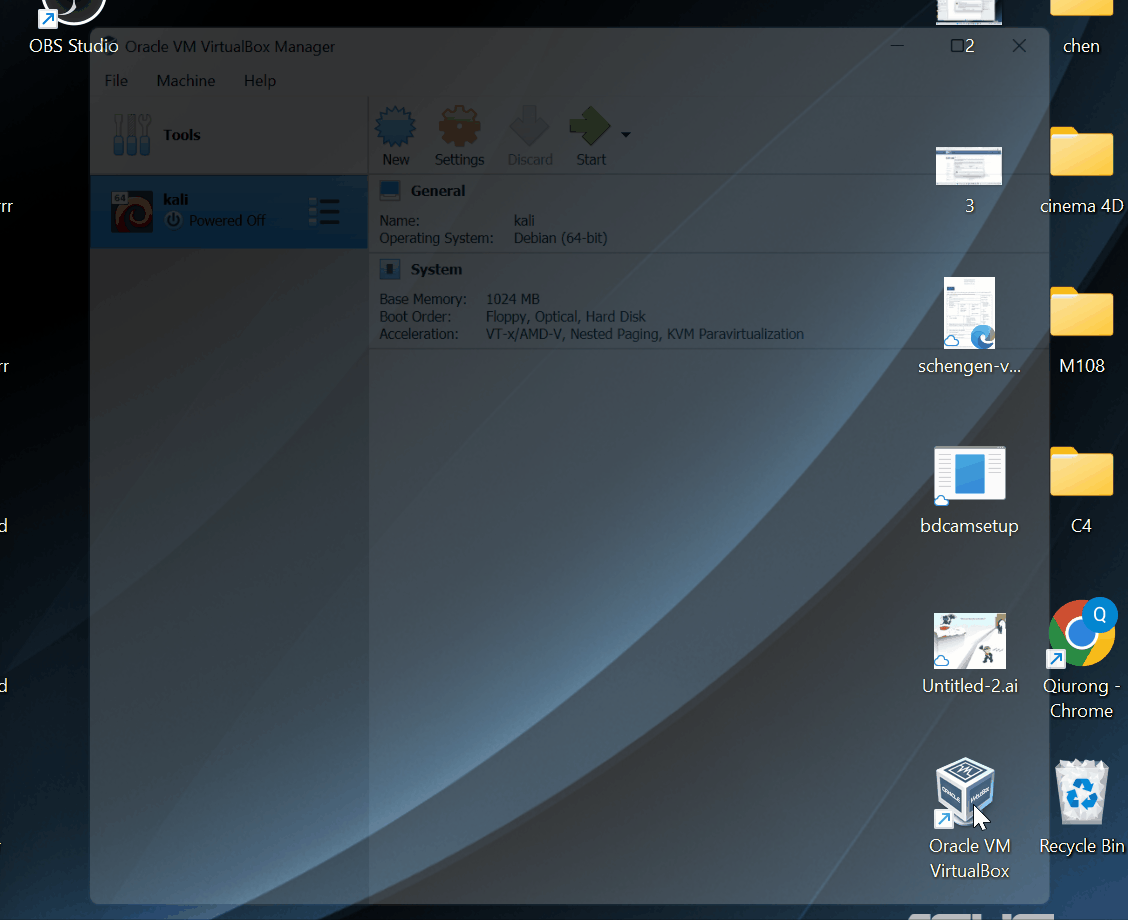 OBS Studio
Oracle VM VirtualBox Manager
2
chen
File Machine Help
Tools
New Settings Discard Start
64
kali
Powered Off
General
Name: kali
Operating System: Debian (64-bit)
System
Base Memory: 1024 MB
Boot Order: Floppy, Optical, Hard Disk
Acceleration: VT-x/AMD-V, Nested Paging, KVM Paravirtualization
rr
r
d
d
3
cinema 4D
schengen-v...
M108
bdcamsetup
C4
Untitled-2.ai
Q
Qiurong -
Chrome
ORACLE
VirtualBox
Oracle VM
VirtualBox
Recycle Bin